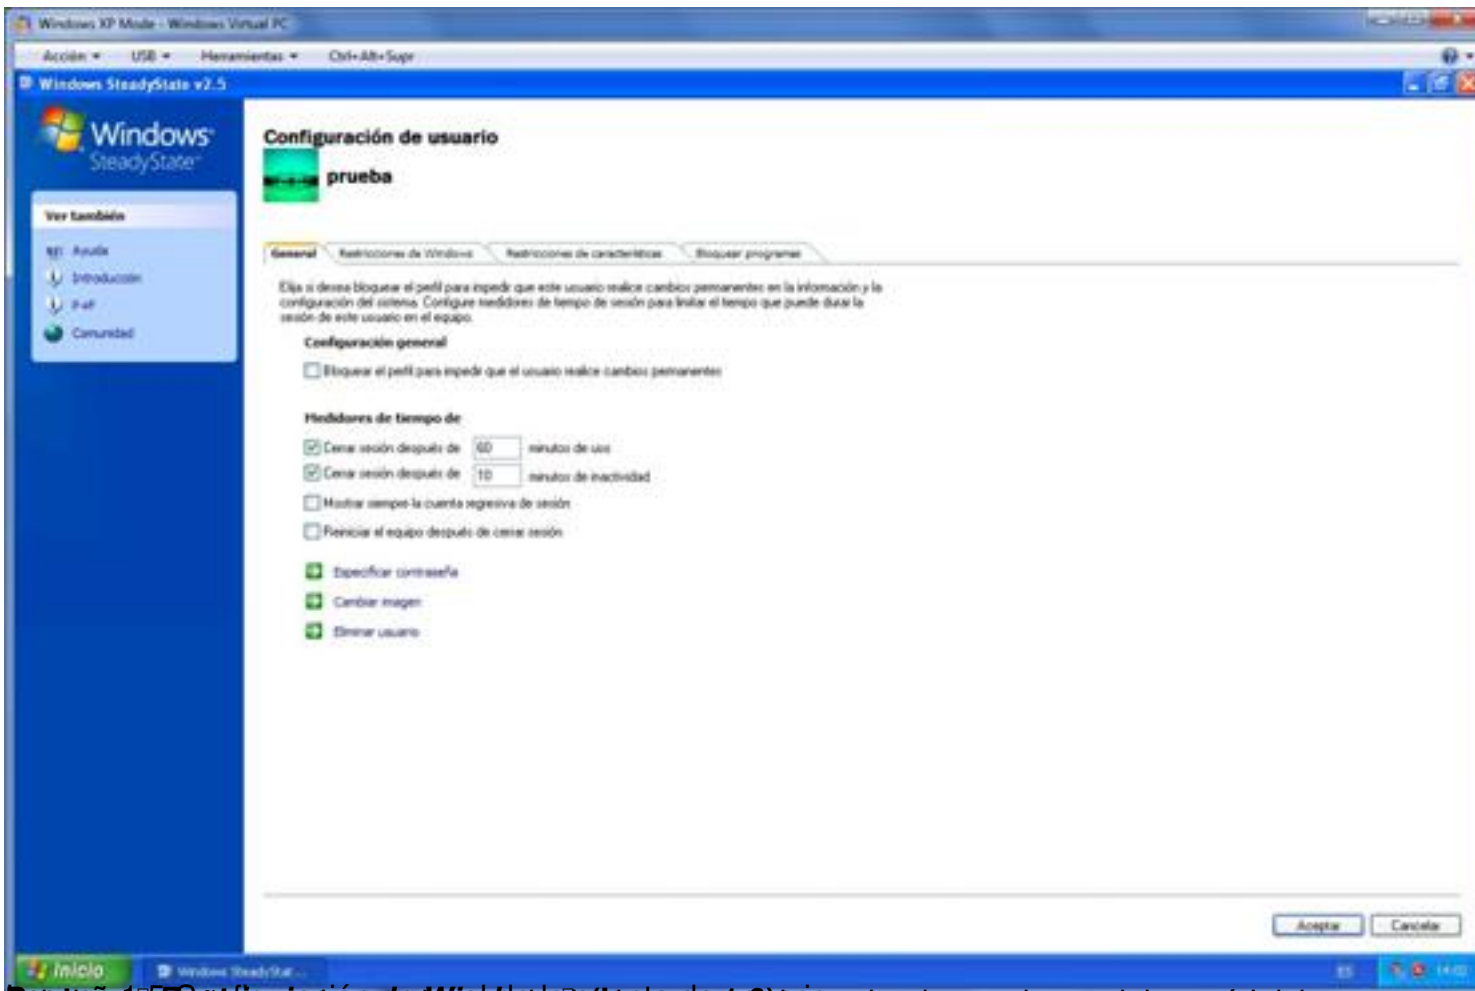 Windows XP Mode - Windows Virtual PC
Acción USB Herramientas Ctrl+Alt+Supr
Windows SteadyState v2.5
Windows
SteadyState
Ver también
Ayuda
Introducción
P+F
Comunidad
Configuración de usuario
prueba
General Restricciones de Windows Restricciones de características Bloquear programas
Elija si desea bloquear el perfil para impedir que este usuario realice cambios permanentes en la información y la
configuración del sistema. Configure medidores de tiempo de sesión para limitar el tiempo que puede durar la
sesión de este usuario en el equipo.
Configuración general
Bloquear el perfil para impedir que el usuario realice cambios permanentes
Medidores de tiempo de
Cerrar sesión después de 60 minutos de uso
Cerrar sesión después de 10 minutos de inactividad
Mostrar siempre la cuenta regresiva de sesión
Reiniciar el equipo después de cerrar sesión
Especificar contraseña
Cambiar imagen
Eliminar usuario
Aceptar Cancelar
Inicio Windows SteadyStat... ES 14:02